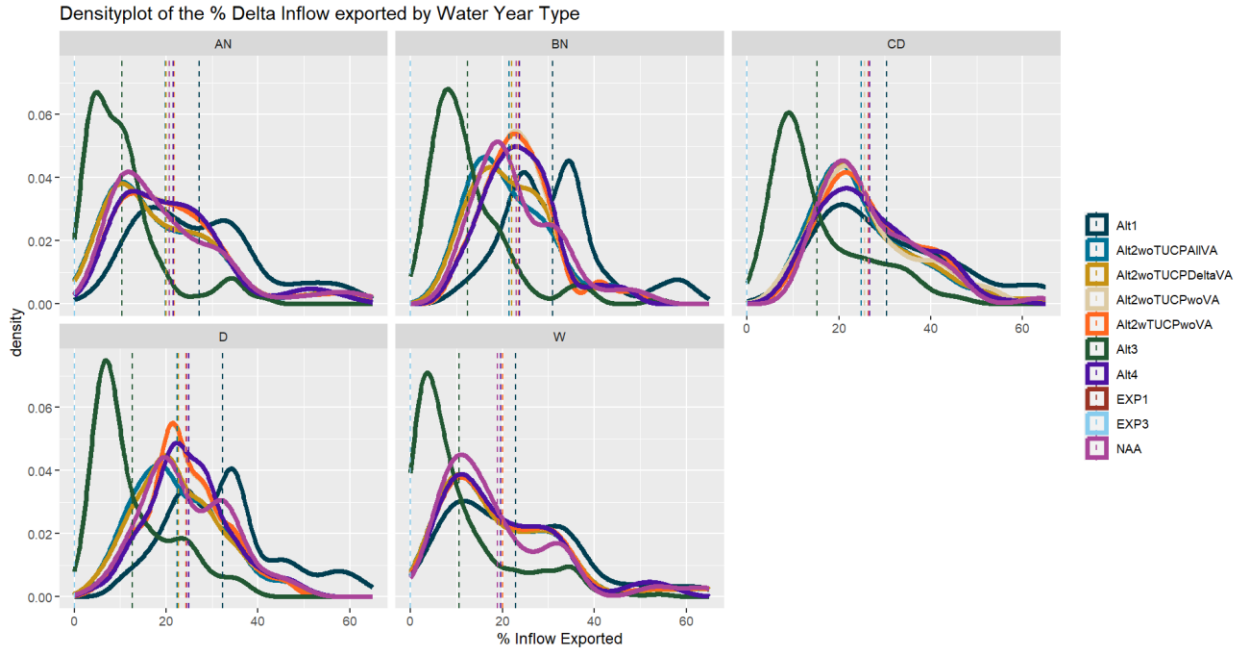 Densityplot of the % Delta Inflow exported by Water Year Type
AN
BN
CD
0.06
0.04
0.02
0.00
0 20 40 60
density
D
W
0.06
0.04
0.02
0.00
0 20 40 60
0 20 40 60
% Inflow Exported
Alt1
Alt2woTUCPAllVA
Alt2woTUCPDeltaVA
Alt2woTUCPwoVA
Alt2wTUCPwoVA
Alt3
Alt4
EXP1
EXP3
NAA